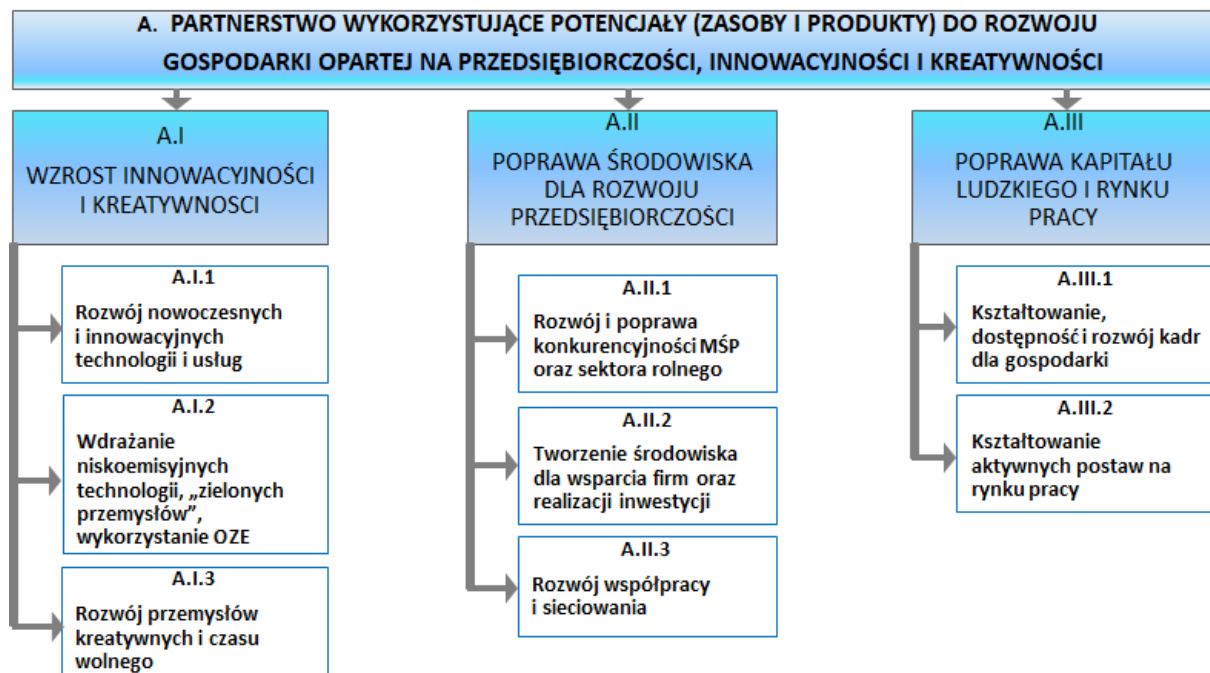 A. PARTNERSTWO WYKORZYSTUJĄCE POTENCJAŁY (ZASOBY I PRODUKTY) DO ROZWOJU
GOSPODARKI OPARTEJ NA PRZEDSIĘBIORCZOŚCI, INNOWACYJNOŚCI I KREATYWNOŚCI
A.I
WZROST INNOWACYJNOŚCI
I KREATYWNOSCI
A.I.1
Rozwój nowoczesnych
i innowacyjnych
technologii i usług
A.I.2
Wdrażanie
niskoemisyjnych
technologii, „zielonych
przemysłów”,
wykorzystanie OZE
A.I.3
Rozwój przemysłów
kreatywnych i czasu
wolnego
A.II
POPRAWA ŚRODOWISKA
DLA ROZWOJU
PRZEDSIĘBIORCZOŚCI
A.II.1
Rozwój i poprawa
konkurencyjności MŚP
oraz sektora rolnego
A.II.2
Tworzenie środowiska
dla wsparcia firm oraz
realizacji inwestycji
A.II.3
Rozwój współpracy
i sieciowania
A.III
POPRAWA KAPITAŁU
LUDZKIEGO I RYNKU
PRACY
A.III.1
Kształtowanie,
dostępność i rozwój kadr
dla gospodarki
A.III.2
Kształtowanie
aktywnych postaw na
rynku pracy